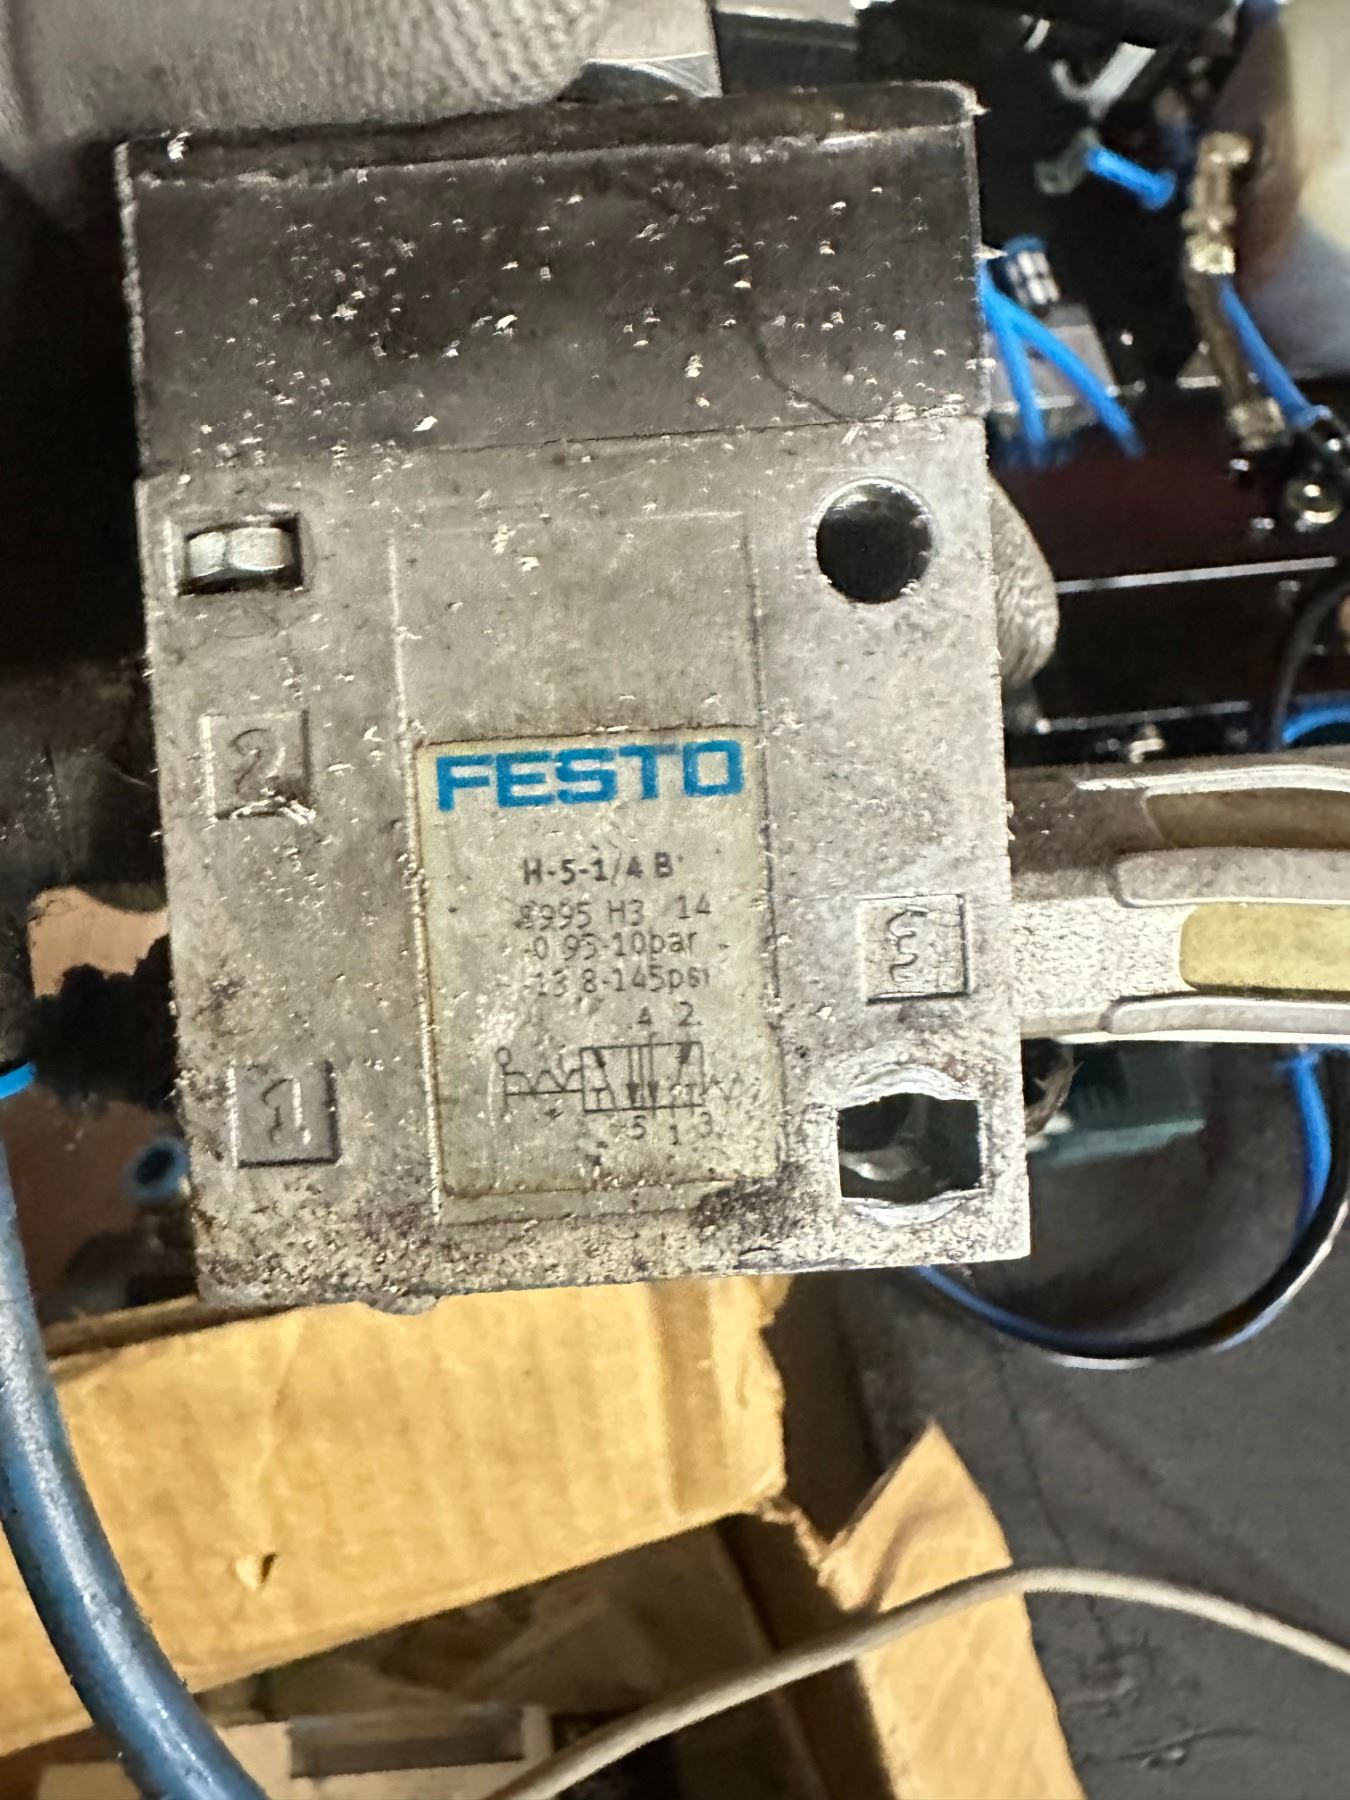 2
FESTO
H-5-1/4 B
8995 H3 14
-0 95-10bar
-13 8-145psi
3
4 2
1
5 1 3